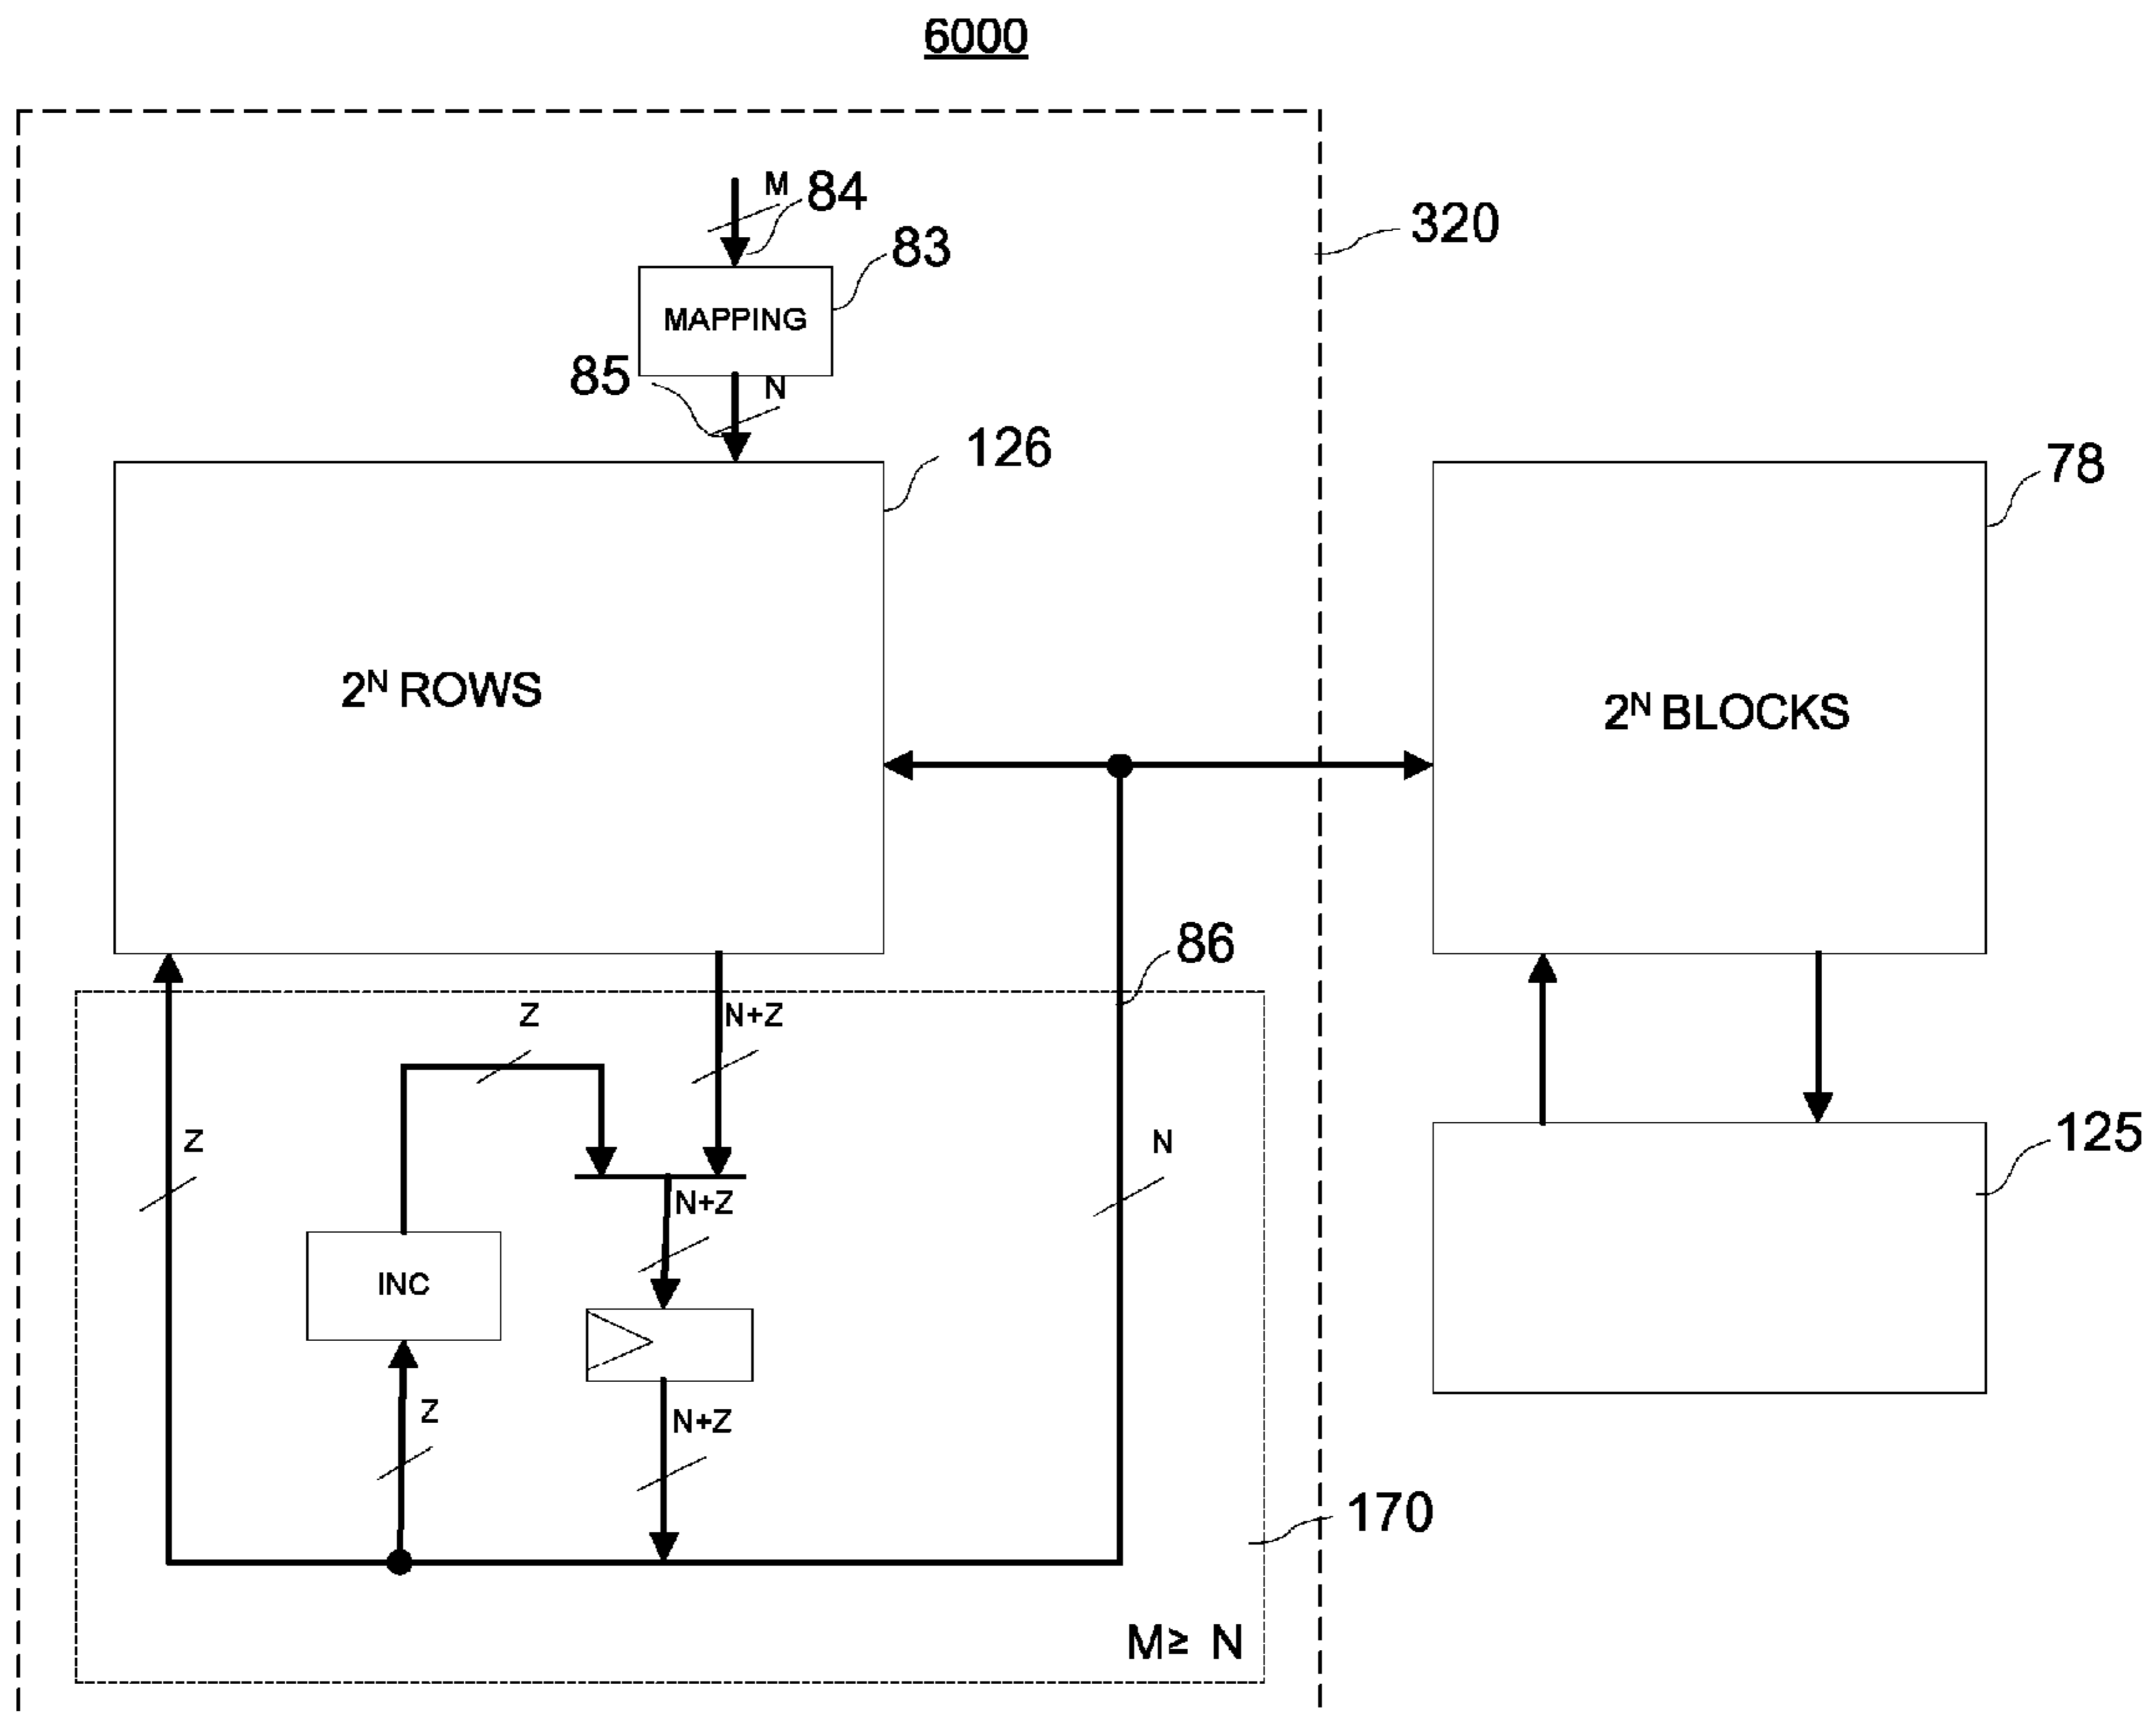 6000
M 84
320
83
MAPPING
85 N
126
78
2ᴺ ROWS
2ᴺ BLOCKS
86
Z N+Z
Z N 125
N+Z
INC
Z N+Z
170
M≥ N